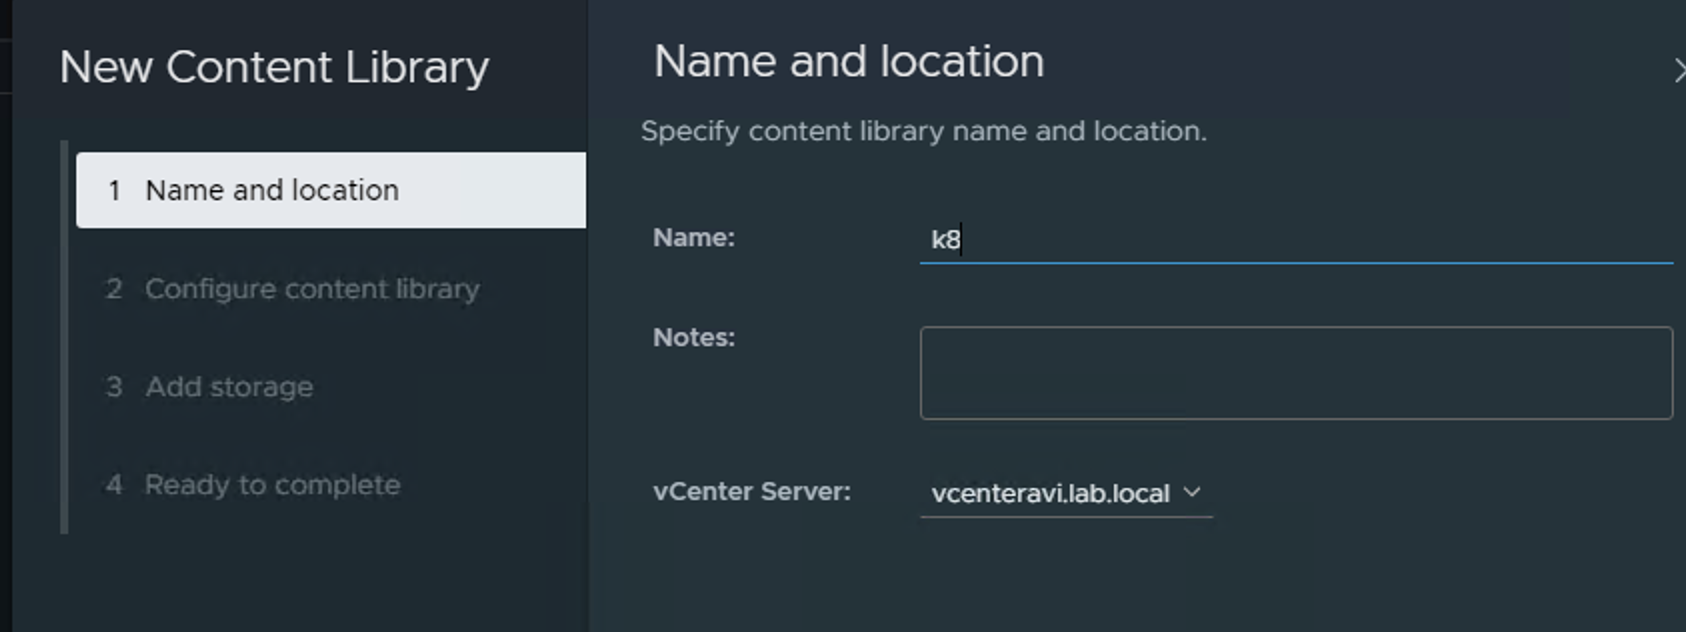 New Content Library
1 Name and location
2 Configure content library
3 Add storage
4 Ready to complete
Name and location
Specify content library name and location.
Name: k8
Notes:
vCenter Server: vcenteravi.lab.local